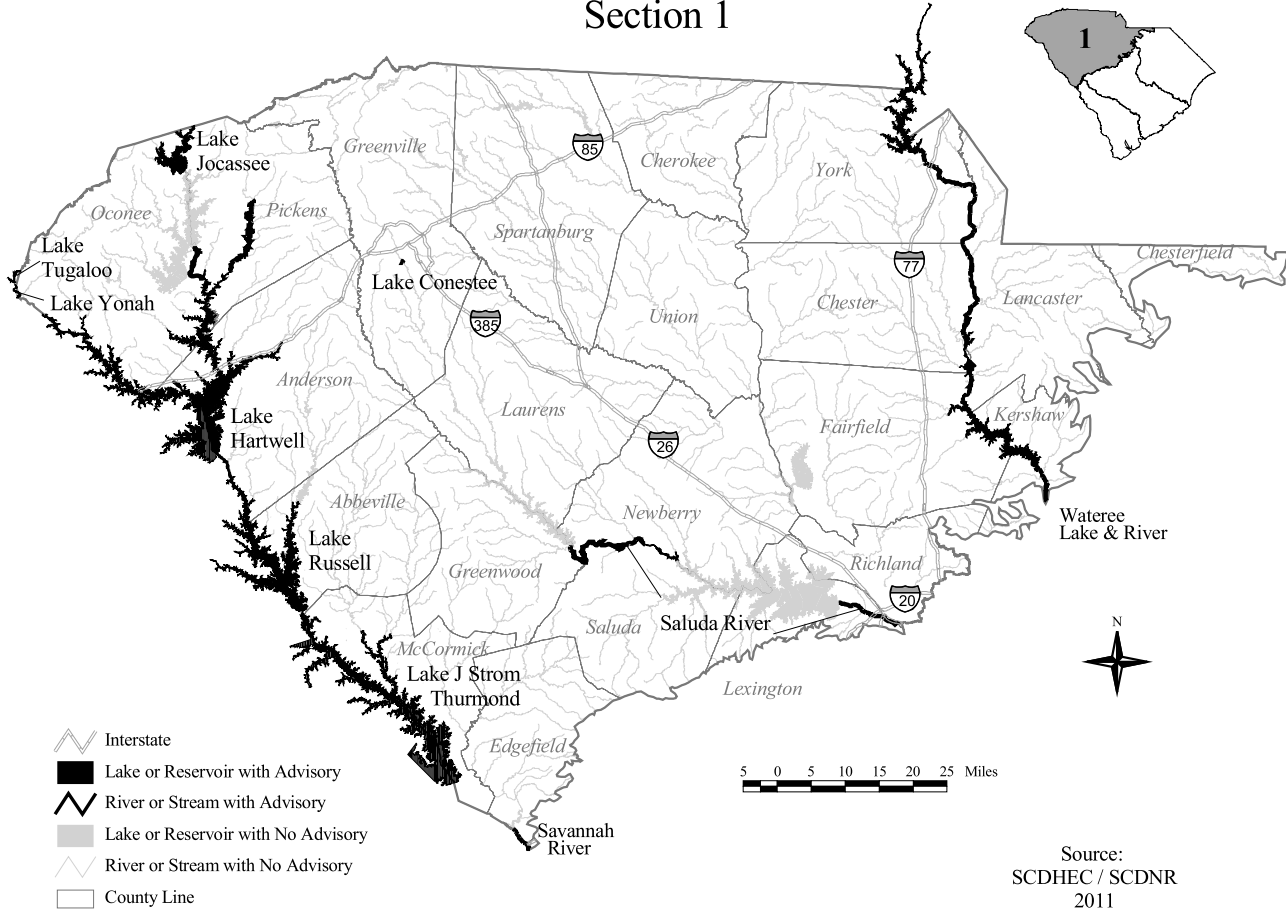 Section 1
1
Lake
Jocassee
Greenville
85
Cherokee
York
Oconee
Pickens
Spartanburg
Lake
Tugaloo
Lake Yonah
Lake Conestee
77
Chesterfield
385
Union
Chester
Lancaster
Anderson
Laurens
Lake
Hartwell
26
Fairfield
Kershaw
Abbeville
Newberry
Wateree
Lake & River
Lake
Russell
Greenwood
Richland
20
Saluda
Saluda River
McCormick
Lake J Strom
Thurmond
Lexington
N
Edgefield
Interstate
Lake or Reservoir with Advisory
River or Stream with Advisory
Lake or Reservoir with No Advisory
River or Stream with No Advisory
County Line
5 0 5 10 15 20 25 Miles
Savannah
River
Source:
SCDHEC / SCDNR
2011